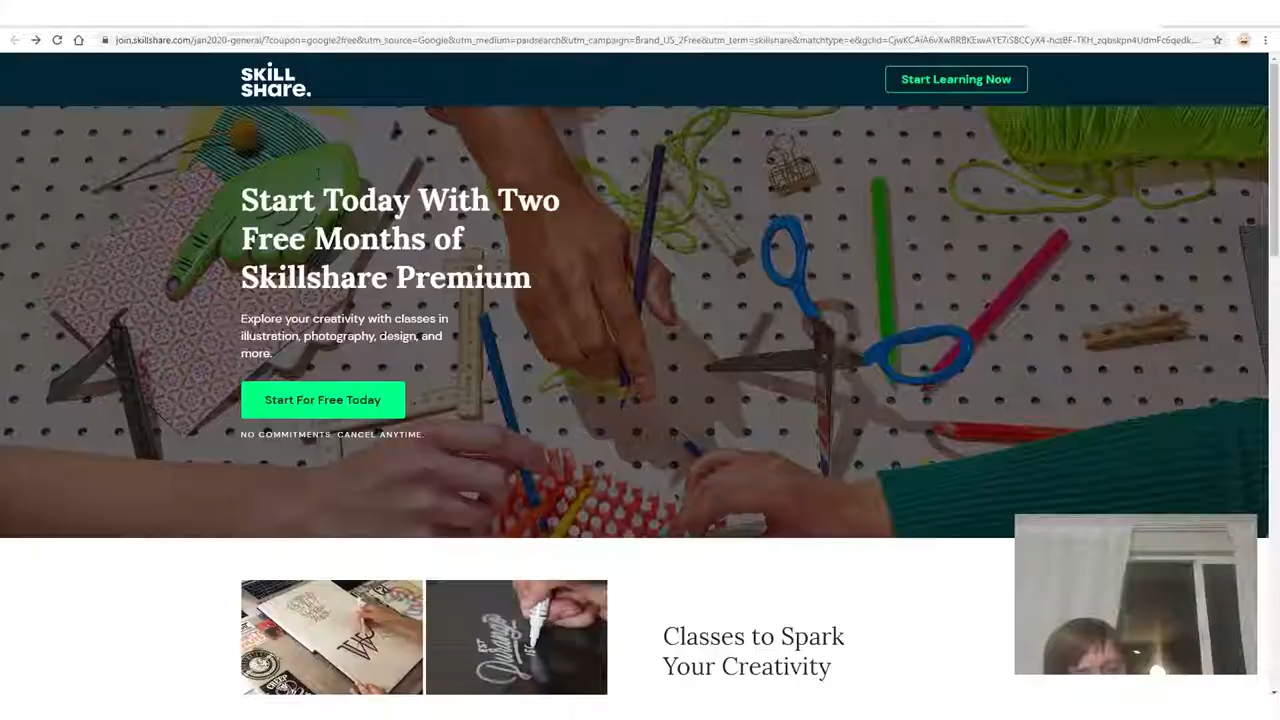 SKILL
SHARE.
Start Learning Now
Start Today With Two
Free Months of
Skillshare Premium
Explore your creativity with classes in
illustration, photography, design, and
more.
Start For Free Today
NO COMMITMENTS. CANCEL ANYTIME.
EST
Durango
Classes to Spark
Your Creativity